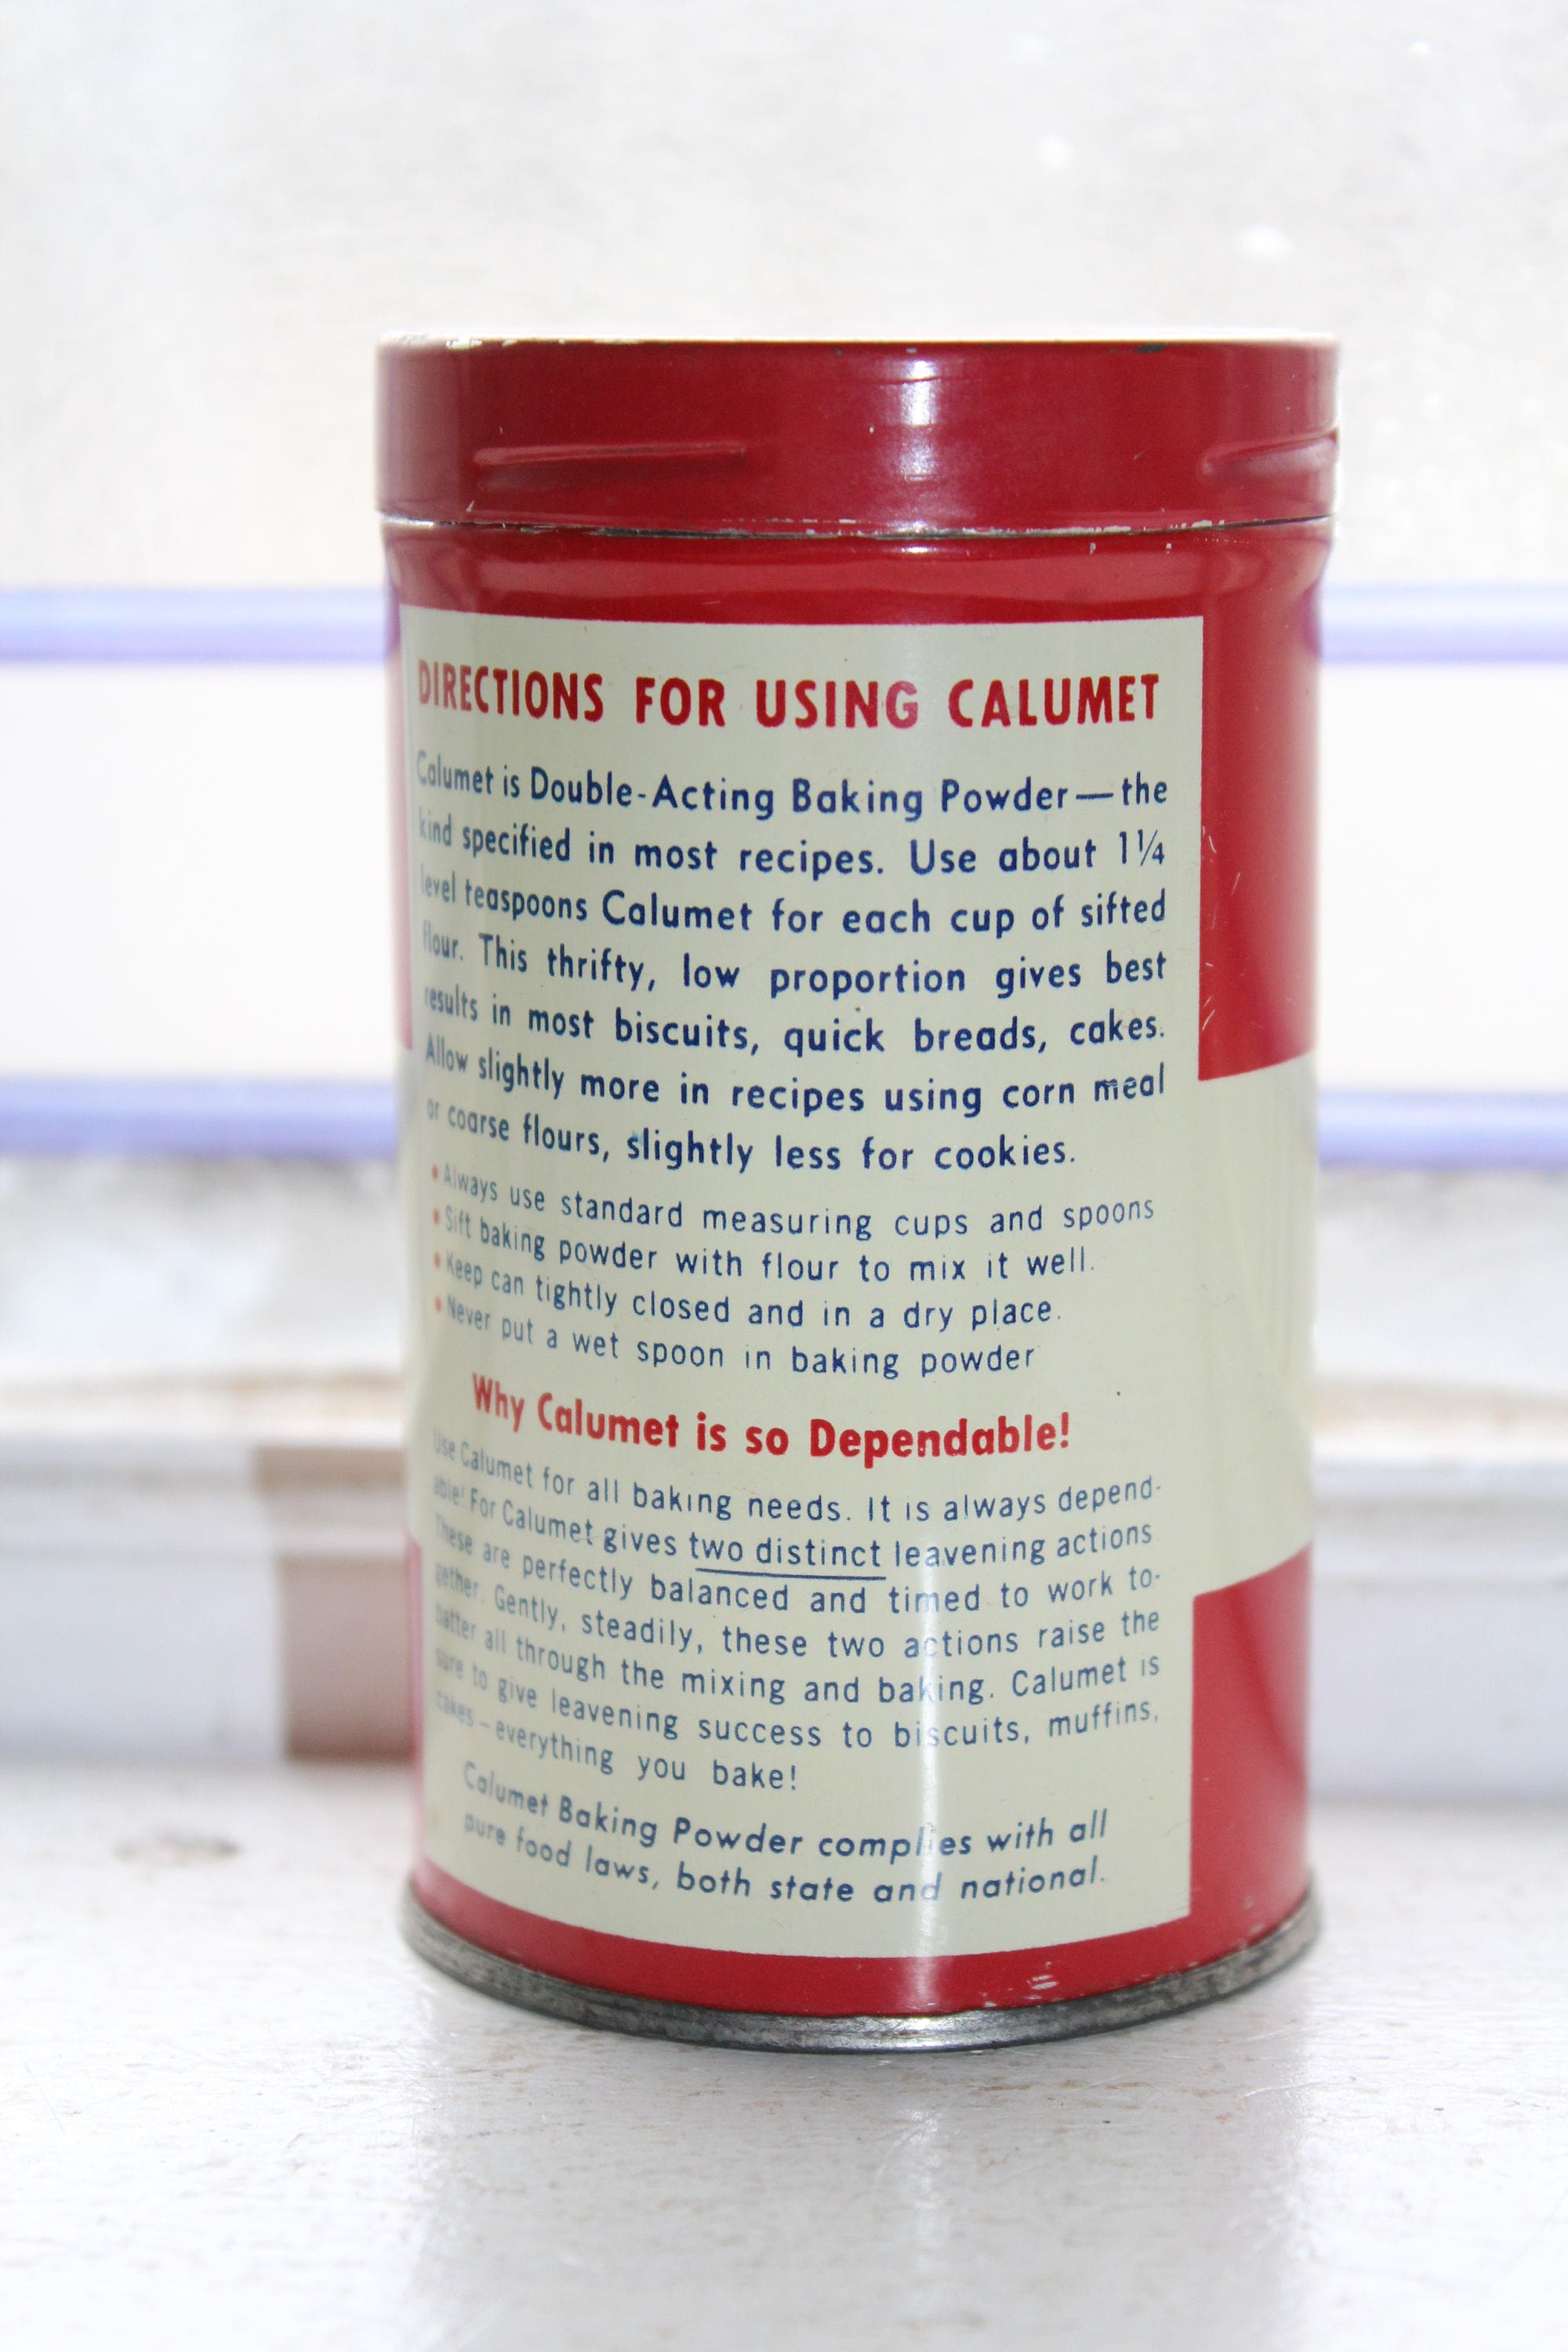 DIRECTIONS FOR USING CALUMET
Calumet is Double-Acting Baking Powder—the
kind specified in most recipes. Use about 1¼
level teaspoons Calumet for each cup of sifted
flour. This thrifty, low proportion gives best
results in most biscuits, quick breads, cakes.
Allow slightly more in recipes using corn meal
or coarse flours, slightly less for cookies.
•Always use standard measuring cups and spoons
•Sift baking powder with flour to mix it well.
•Keep can tightly closed and in a dry place.
•Never put a wet spoon in baking powder
Why Calumet is so Dependable!
Use Calumet for all baking needs. It is always depend-
able! For Calumet gives two distinct leavening actions
These are perfectly balanced and timed to work to-
gether. Gently, steadily, these two actions raise the
batter all through the mixing and baking. Calumet is
sure to give leavening success to biscuits, muffins,
cakes—everything you bake!
Calumet Baking Powder complies with all
pure food laws, both state and national.